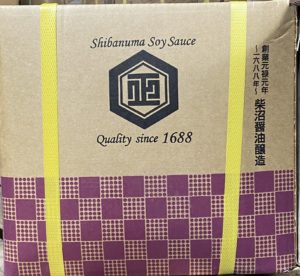 Shibanuma Soy Sauce
正
Quality since 1688
創業元禄元年
〜一六八八年〜
柴沼醤油醸造